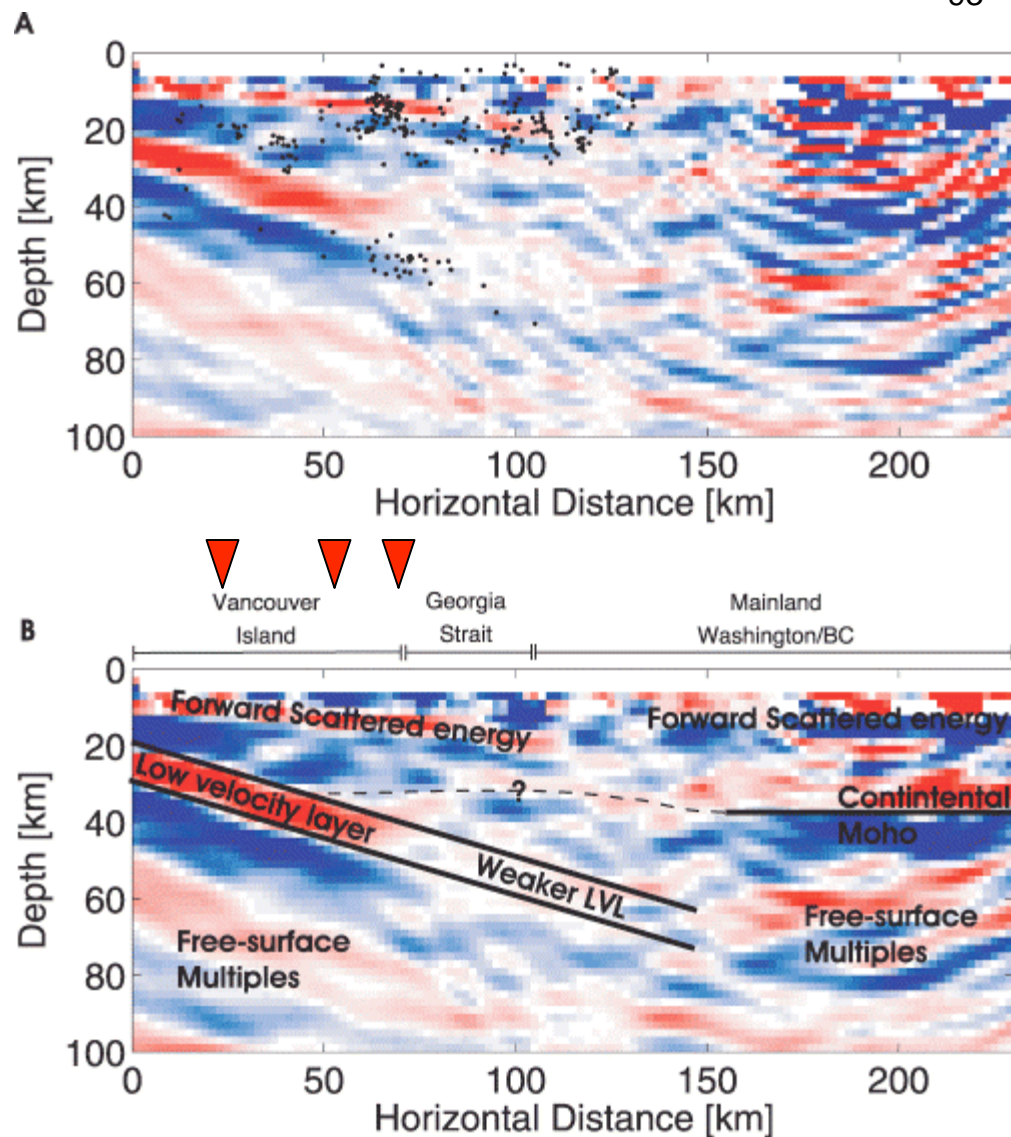 A
0
20
40
60
80
100
Depth [km]
0 50 100 150 200
Horizontal Distance [km]
Vancouver Island
Georgia Strait
Mainland Washington/BC
B
0
20
40
60
80
100
Depth [km]
Forward Scattered energy
Forward Scattered energy
Low velocity layer
?
Contintental
Moho
Weaker LVL
Free-surface
Multiples
Free-surface
Multiples
0 50 100 150 200
Horizontal Distance [km]